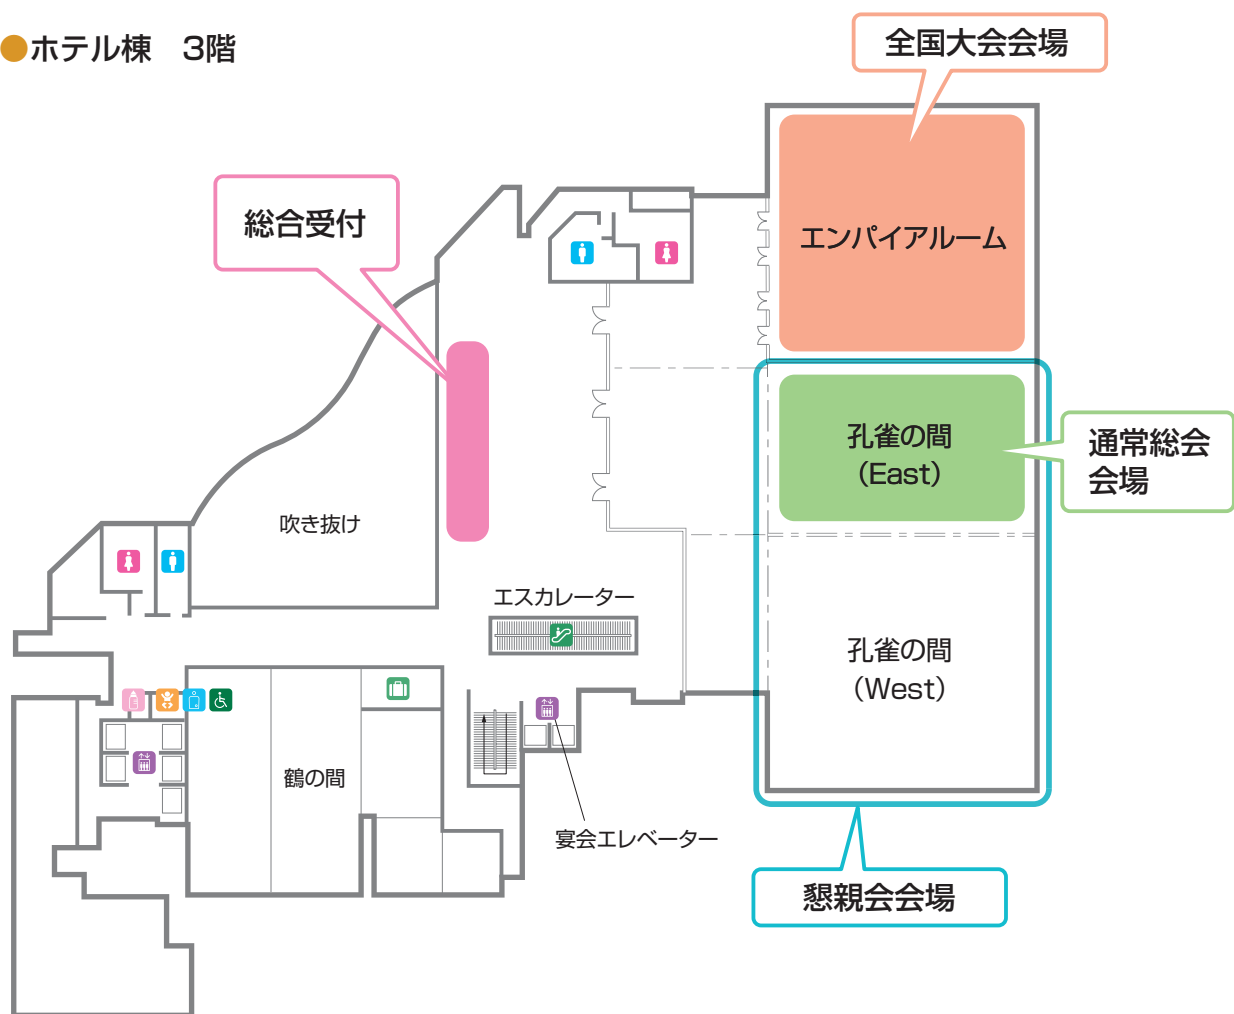 ●ホテル棟　3階
全国大会会場
総合受付
エンパイアルーム
孔雀の間
（East）
通常総会
会場
吹き抜け
エスカレーター
孔雀の間
（West）
鶴の間
宴会エレベーター
懇親会会場